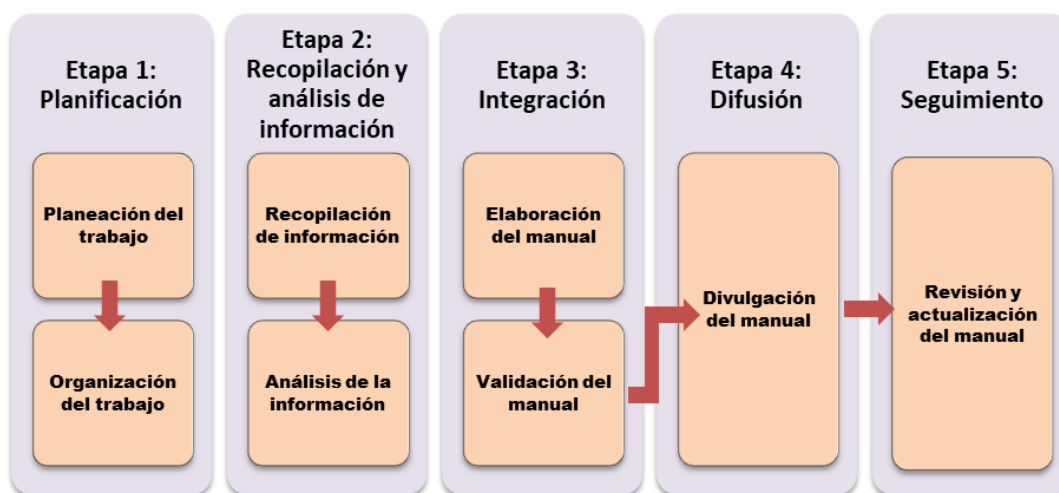 Etapa 1:
Planificación
Planeación del
trabajo
Organización
del trabajo
Etapa 2:
Recopilación y
análisis de
información
Recopilación
de información
Análisis de la
información
Etapa 3:
Integración
Elaboración
del manual
Validación del
manual
Etapa 4:
Difusión
Divulgación
del manual
Etapa 5:
Seguimiento
Revisión y
actualización
del manual